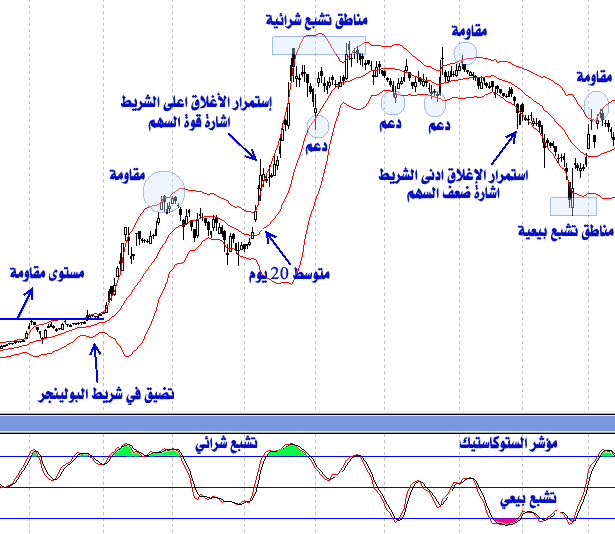 مناطق تشبع شرائية
مقاومة
مقاومة
إستمرار الأغلاق اعلى الشريط
اشارة قوة السهم
دعم
دعم
دعم
مقاومة
استمرار الإغلاق ادنى الشريط
اشارة ضعف السهم
مناطق تشبع بيعية
متوسط 20 يوم
مستوى مقاومة
تضيق في شريط البولينجر
مؤشر الستوكاستيك
تشبع شرائي
تشبع بيعي